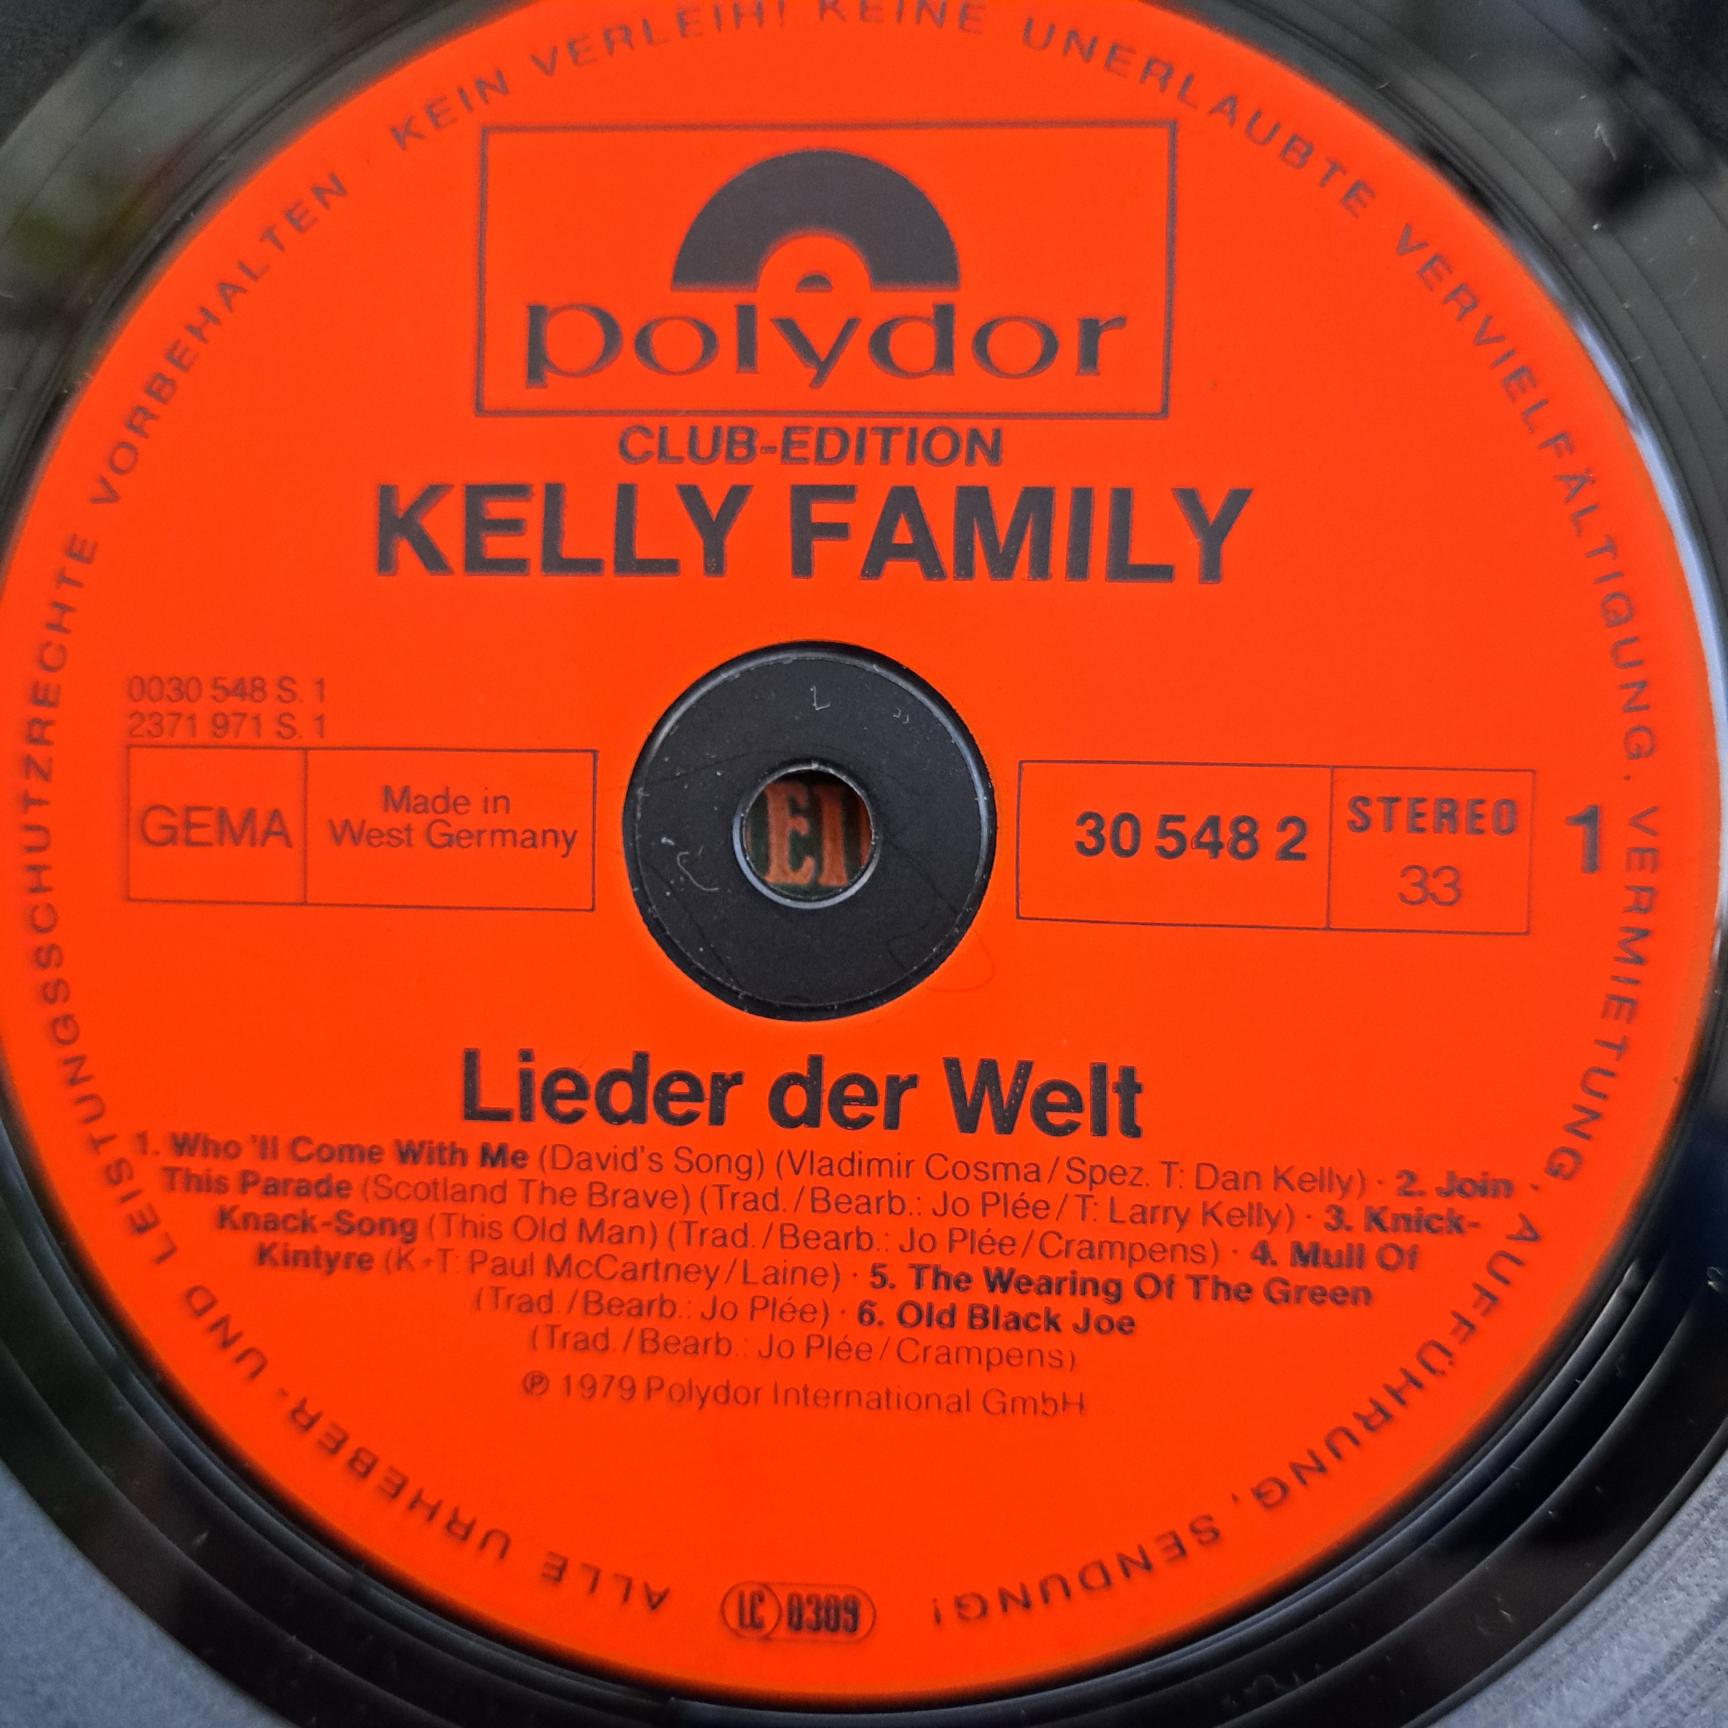 ALLE URHEBER- UND LEISTUNGSSCHUTZRECHTE VORBEHALTEN · KEIN VERLEIH! KEINE UNERLAUBTE VERVIELFÄLTIGUNG, VERMIETUNG · AUFFÜHRUNG, SENDUNG!
polydor
CLUB-EDITION
KELLY FAMILY
0030 548 S. 1
2371 971 S. 1
GEMA
Made in
West Germany
30 548 2
STEREO
33
1
Lieder der Welt
1. Who 'll Come With Me (David's Song) (Vladimir Cosma/Spez. T: Dan Kelly) · 2. Join
This Parade (Scotland The Brave) (Trad./Bearb.: Jo Plée/T: Larry Kelly) · 3. Knick-
Knack-Song (This Old Man) (Trad./Bearb.: Jo Plée/Crampens) · 4. Mull Of
Kintyre (K+T: Paul McCartney/Laine) · 5. The Wearing Of The Green
(Trad./Bearb.: Jo Plée) · 6. Old Black Joe
(Trad./Bearb.: Jo Plée/Crampens)
℗ 1979 Polydor International GmbH
LC 0309